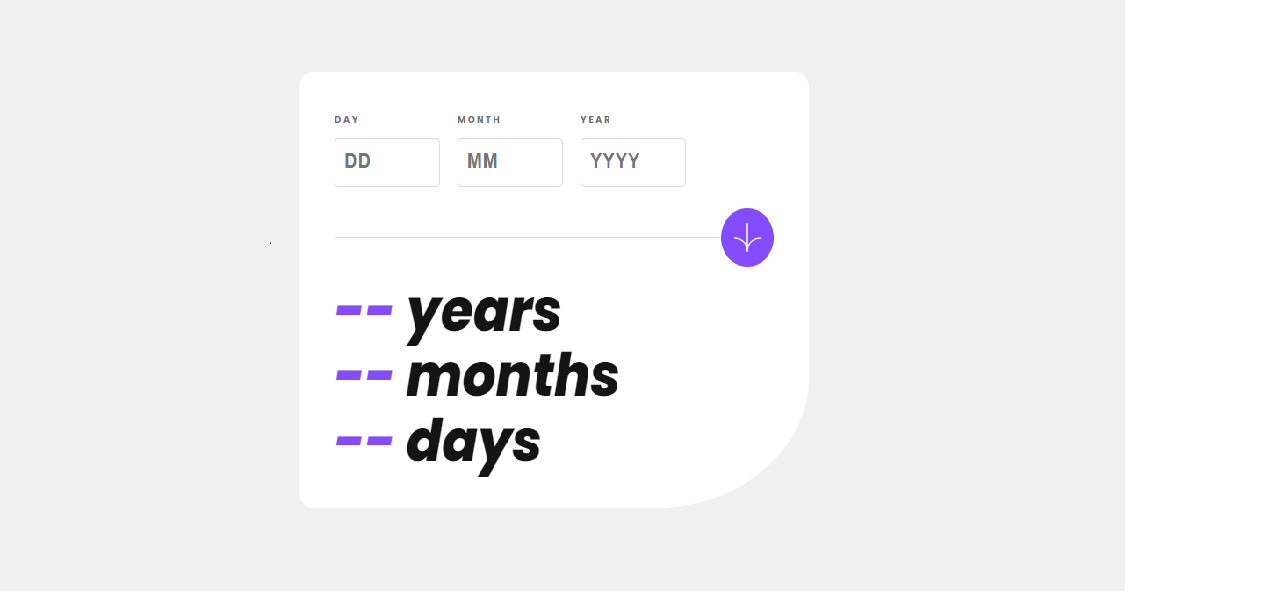 DAY MONTH YEAR
DD MM YYYY
-- years
-- months
-- days